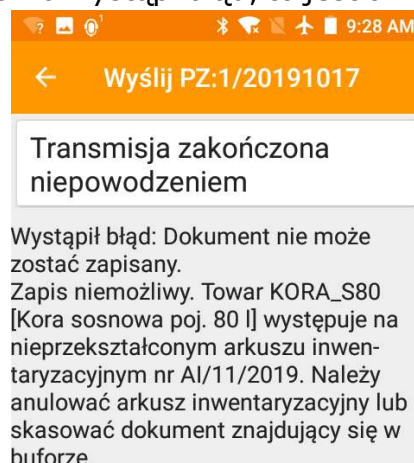 9:28 AM
Wyślij PZ:1/20191017
Transmisja zakończona
niepowodzeniem
Wystąpił błąd: Dokument nie może
zostać zapisany.
Zapis niemożliwy. Towar KORA_S80
[Kora sosnowa poj. 80 l] występuje na
nieprzekształconym arkuszu inwen-
taryzacyjnym nr AI/11/2019. Należy
anulować arkusz inwentaryzacyjny lub
skasować dokument znajdujący się w
buforze